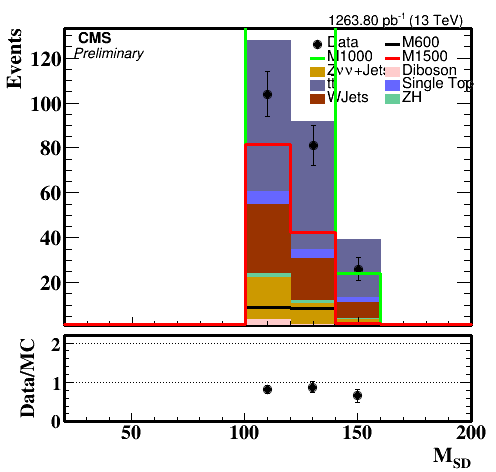 1263.80 pb⁻¹ (13 TeV)
CMS
Preliminary
Data
M600
M1000
M1500
Zνν+Jets
Diboson
tt
Single Top
WJets
ZH
Events
120
100
80
60
40
20
Data/MC
2
1
0
50
100
150
200
M_SD